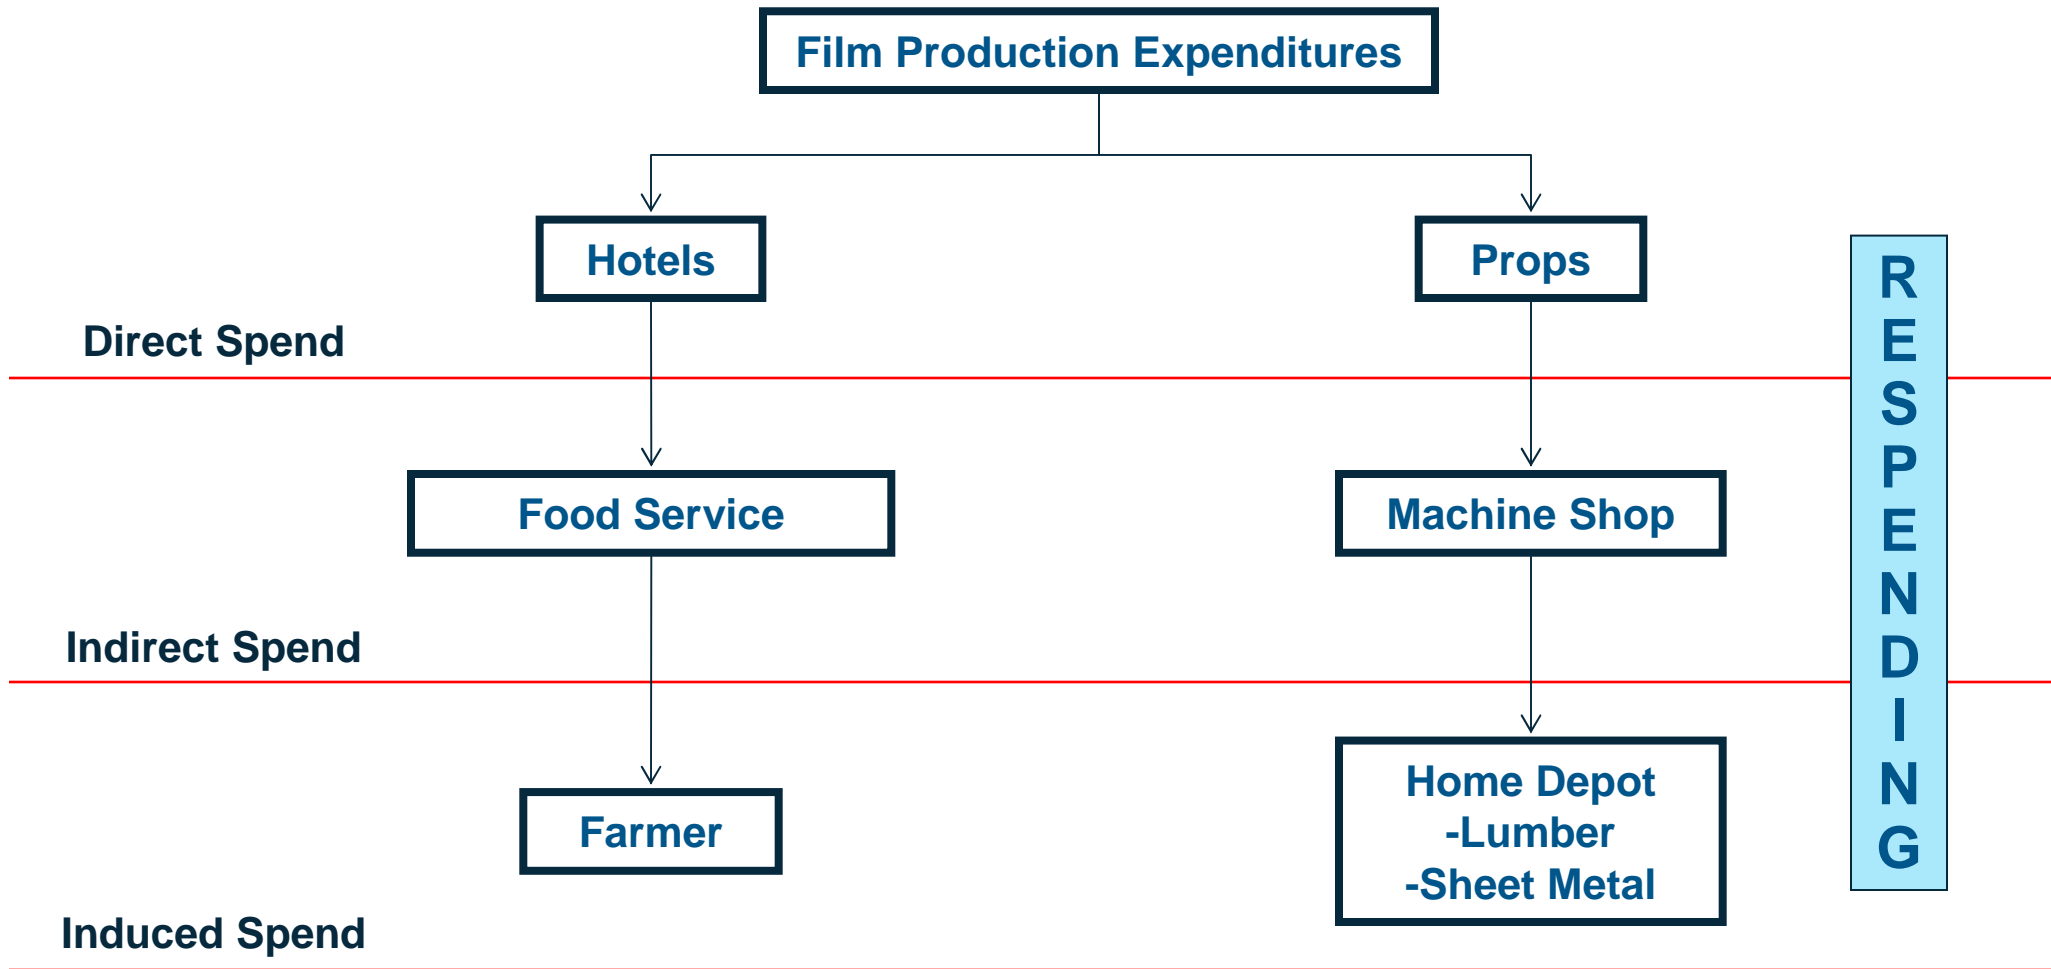 Film Production Expenditures
Hotels
Props
Direct Spend
Food Service
Machine Shop
Indirect Spend
Farmer
Home Depot
-Lumber
-Sheet Metal
Induced Spend
R
E
S
P
E
N
D
I
N
G